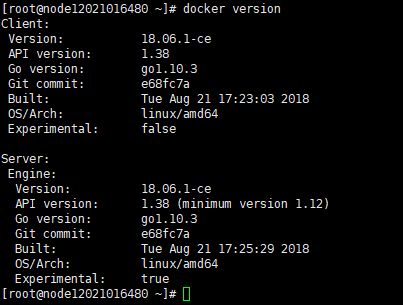 [root@node12021016480 ~]# docker version
Client:
 Version:           18.06.1-ce
 API version:       1.38
 Go version:        go1.10.3
 Git commit:        e68fc7a
 Built:             Tue Aug 21 17:23:03 2018
 OS/Arch:           linux/amd64
 Experimental:      false

Server:
 Engine:
  Version:          18.06.1-ce
  API version:      1.38 (minimum version 1.12)
  Go version:       go1.10.3
  Git commit:       e68fc7a
  Built:            Tue Aug 21 17:25:29 2018
  OS/Arch:          linux/amd64
  Experimental:     true
[root@node12021016480 ~]#